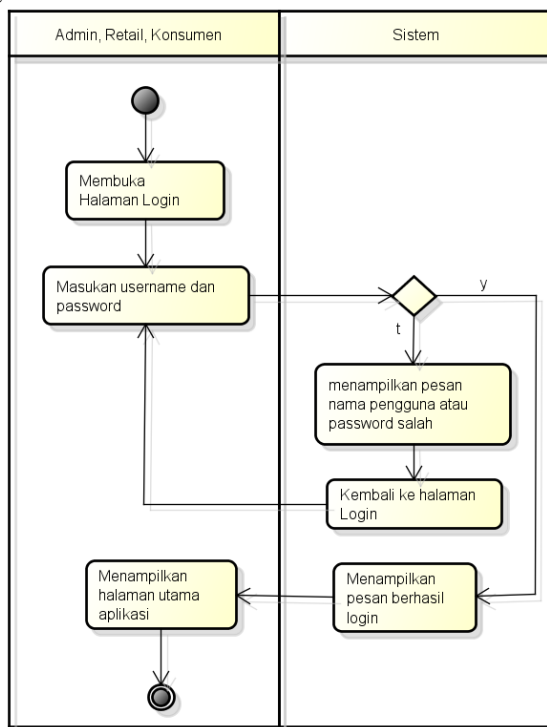 Admin, Retail, Konsumen
Sistem
Membuka
Halaman Login
Masukan username dan
password
y
t
menampilkan pesan
nama pengguna atau
password salah
Kembali ke halaman
Login
Menampilkan
halaman utama
aplikasi
Menampilkan
pesan berhasil
login